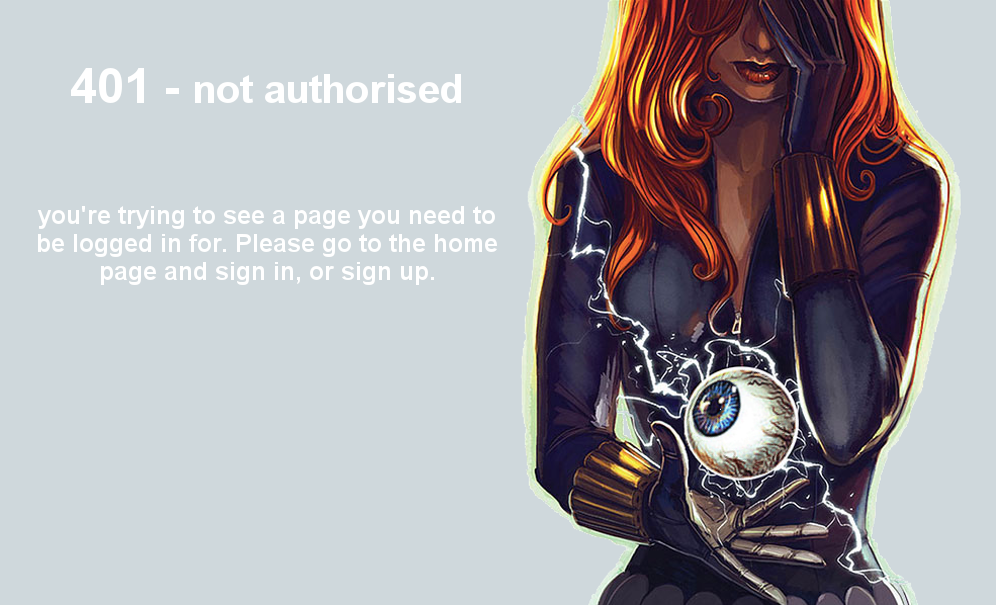 401 - not authorised
you're trying to see a page you need to
be logged in for. Please go to the home
page and sign in, or sign up.